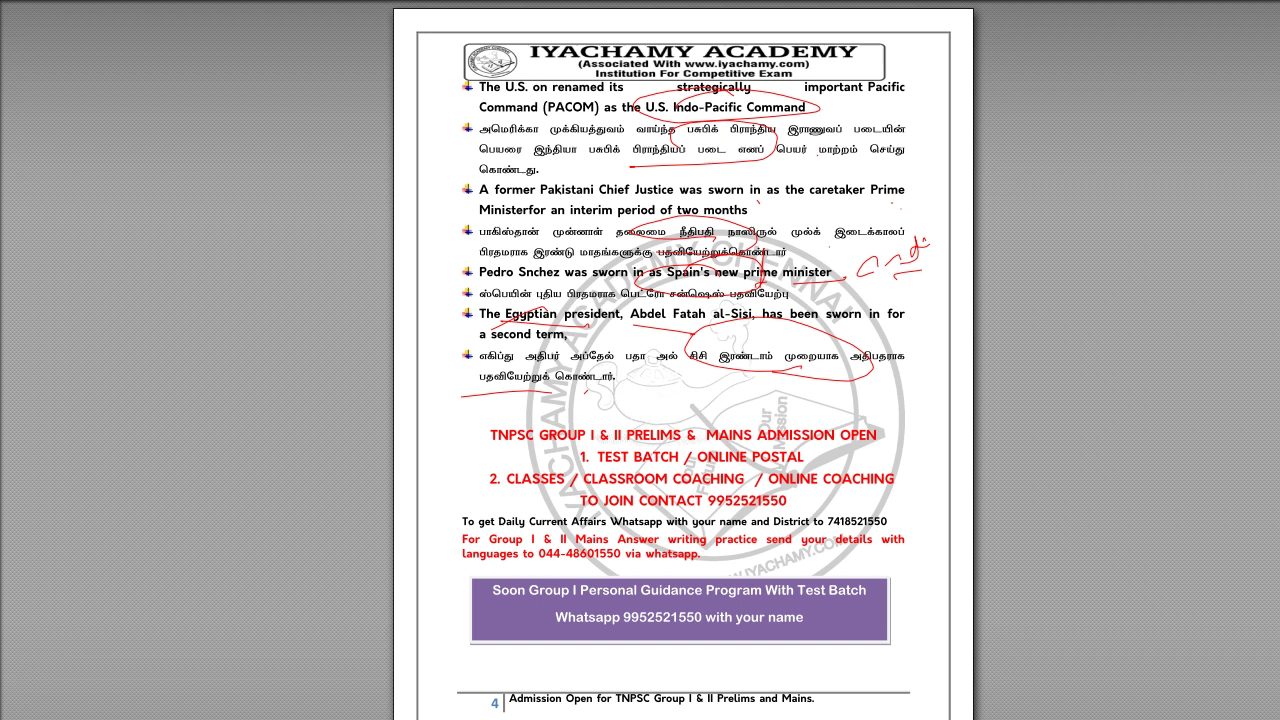 IYACHAMY ACADEMY
(Associated With www.iyachamy.com)
Institution For Competitive Exam
The U.S. on renamed its strategically important Pacific
Command (PACOM) as the U.S. Indo-Pacific Command
அமெரிக்கா முக்கியத்துவம் வாய்ந்த பசுபிக் பிராந்திய இராணுவப் படையின்
பெயரை இந்தியா பசுபிக் பிராந்தியப் படை எனப் பெயர் மாற்றம் செய்து
கொண்டது.
A former Pakistani Chief Justice was sworn in as the caretaker Prime
Ministerfor an interim period of two months
பாகிஸ்தான் முன்னாள் தலைமை நீதிபதி நாஸிருல் முல்க் இடைக்காலப்
பிரதமராக இரண்டு மாதங்களுக்கு பதவியேற்றுக்கொண்டார்
Pedro Snchez was sworn in as Spain's new prime minister
ஸ்பெயின் புதிய பிரதமராக பெட்ரோ சன்ஷெஸ் பதவியேற்பு
The Egyptian president, Abdel Fatah al-Sisi, has been sworn in for
a second term,
எகிப்து அதிபர் அப்தேல் பதா அல் சிசி இரண்டாம் முறையாக அதிபதராக
பதவியேற்றுக் கொண்டார்.
IYACHAMY ACADEMY CHENNAI
TNPSC GROUP I & II PRELIMS & MAINS ADMISSION OPEN
1. TEST BATCH / ONLINE POSTAL
2. CLASSES / CLASSROOM COACHING / ONLINE COACHING
TO JOIN CONTACT 9952521550
To get Daily Current Affairs Whatsapp with your name and District to 7418521550
For Group I & II Mains Answer writing practice send your details with
languages to 044-48601550 via whatsapp.
Soon Group I Personal Guidance Program With Test Batch
Whatsapp 9952521550 with your name
4 Admission Open for TNPSC Group I & II Prelims and Mains.